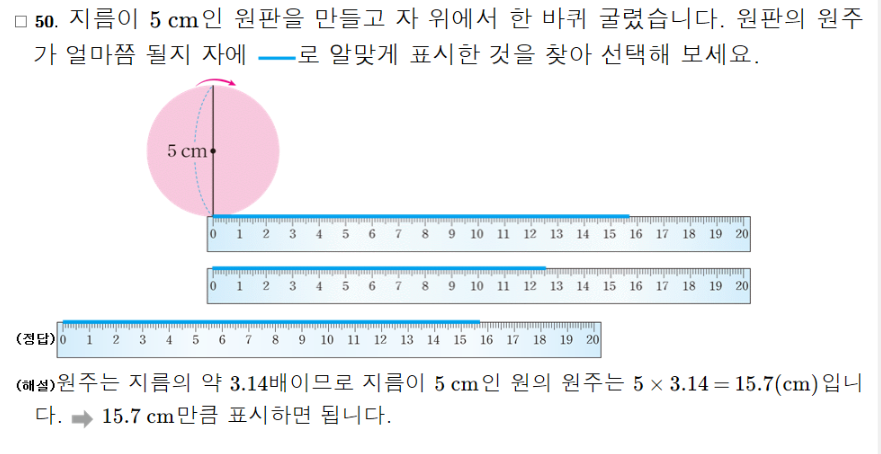 □ 50. 지름이 5 cm인 원판을 만들고 자 위에서 한 바퀴 굴렸습니다. 원판의 원주
가 얼마쯤 될지 자에 ──로 알맞게 표시한 것을 찾아 선택해 보세요.
5 cm
0 1 2 3 4 5 6 7 8 9 10 11 12 13 14 15 16 17 18 19 20
0 1 2 3 4 5 6 7 8 9 10 11 12 13 14 15 16 17 18 19 20
(정답) 0 1 2 3 4 5 6 7 8 9 10 11 12 13 14 15 16 17 18 19 20
(해설)원주는 지름의 약 3.14배이므로 지름이 5 cm인 원의 원주는 5 × 3.14 = 15.7(cm)입니
다. ➡ 15.7 cm만큼 표시하면 됩니다.